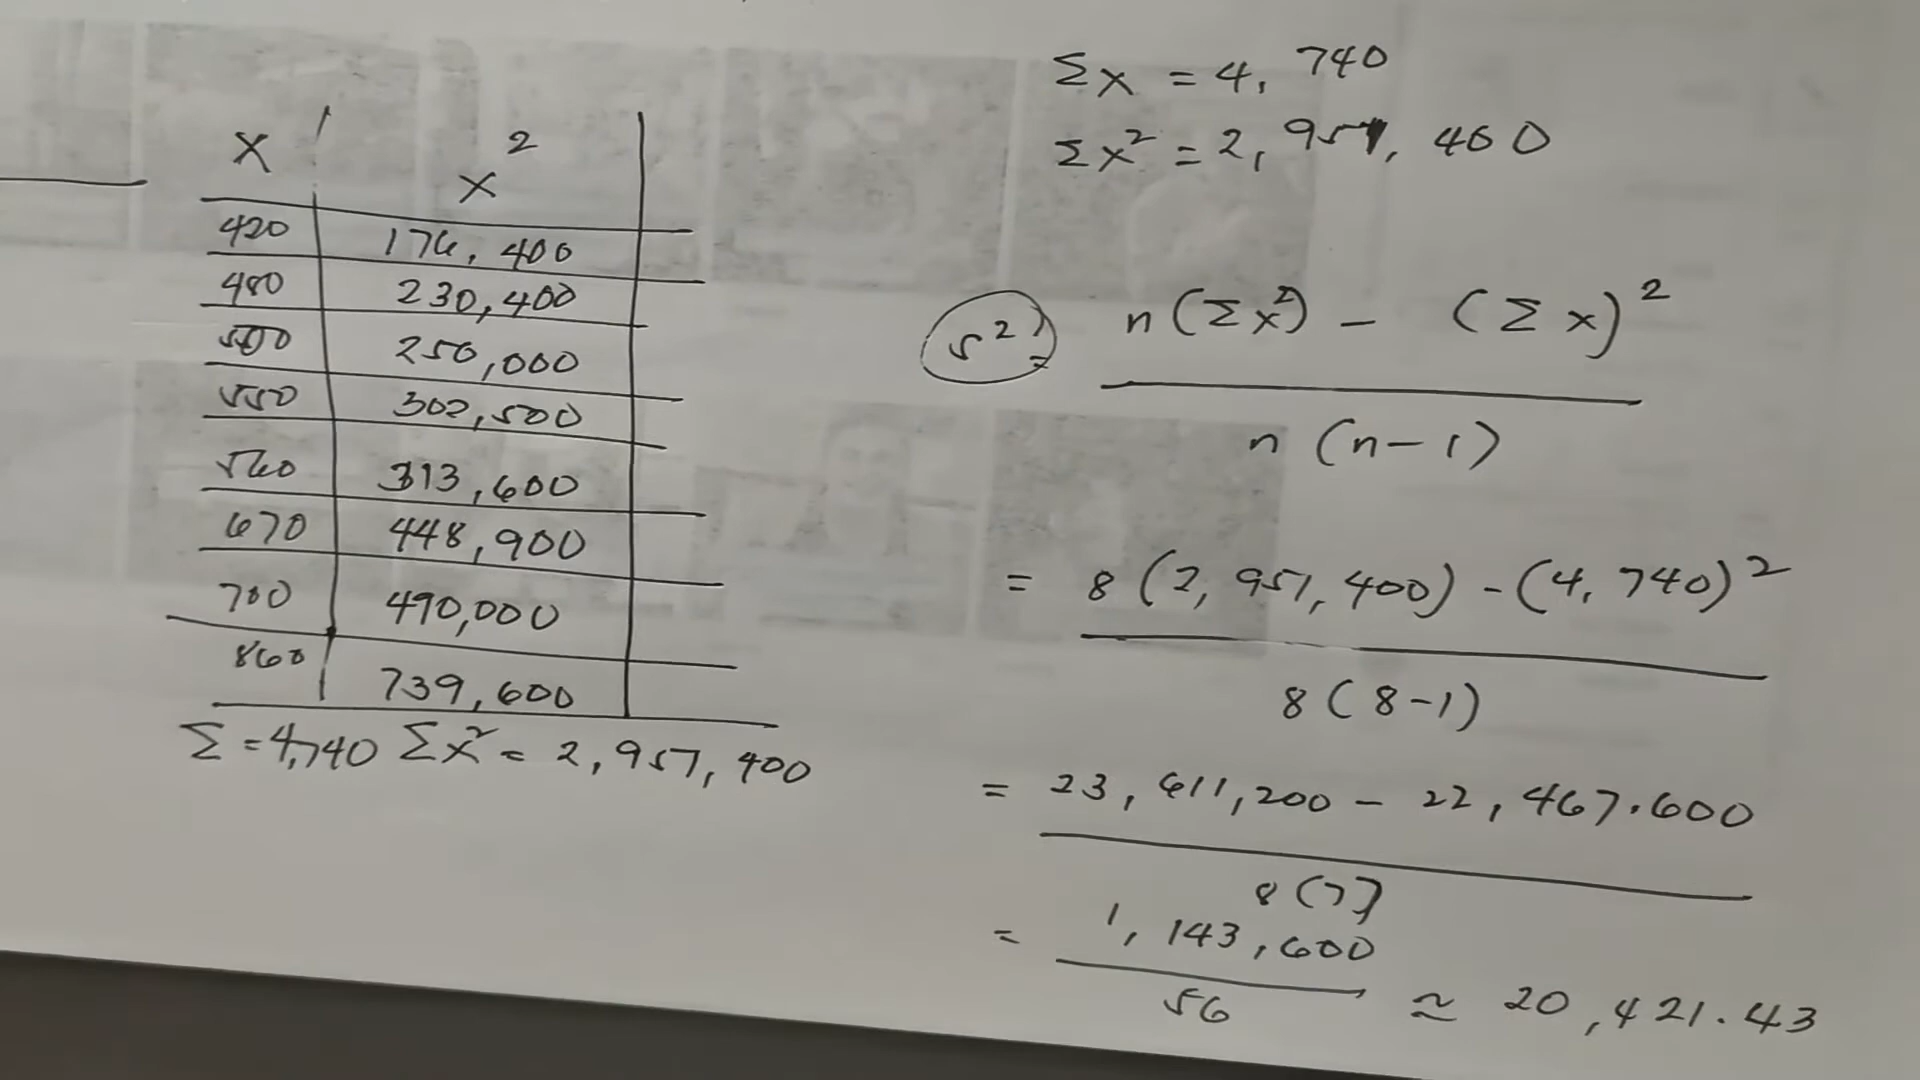 x x²
420 176,400
480 230,400
500 250,000
550 302,500
560 313,600
670 448,900
700 490,000
860 739,600
Σ = 4,740 Σx² = 2,957,400
Σx = 4,740
Σx² = 2,951,400
s² = n(Σx²) - (Σx)²
n(n-1)
= 8(2,951,400) - (4,740)²
8(8-1)
= 23,611,200 - 22,467.600
8(7)
= 1,143,600
56
≈ 20,421.43